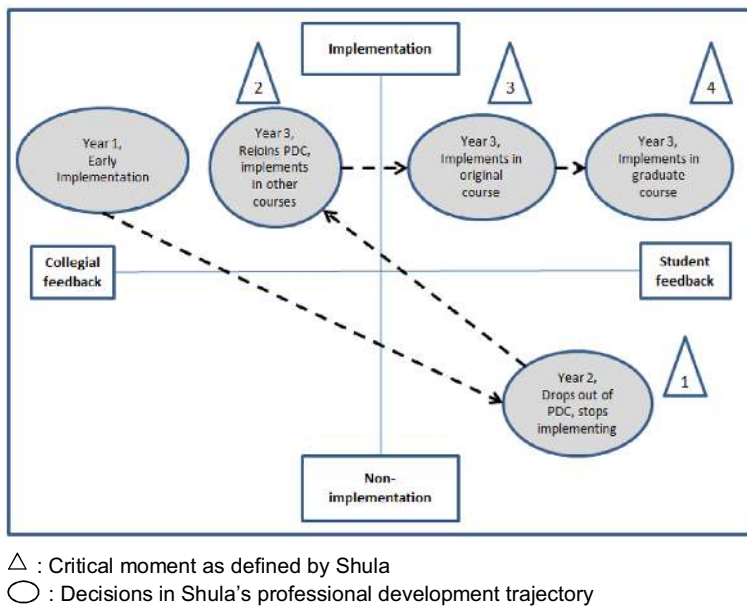 Implementation
2
3
4
Year 1,
Early
Implementation
Year 3,
Rejoins PDC,
implements
in other
courses
Year 3,
Implements in
original
course
Year 3,
Implements in
graduate
course
Collegial
feedback
Student
feedback
Year 2,
Drops out of
PDC, stops
implementing
1
Non-
implementation
: Critical moment as defined by Shula
: Decisions in Shula’s professional development trajectory